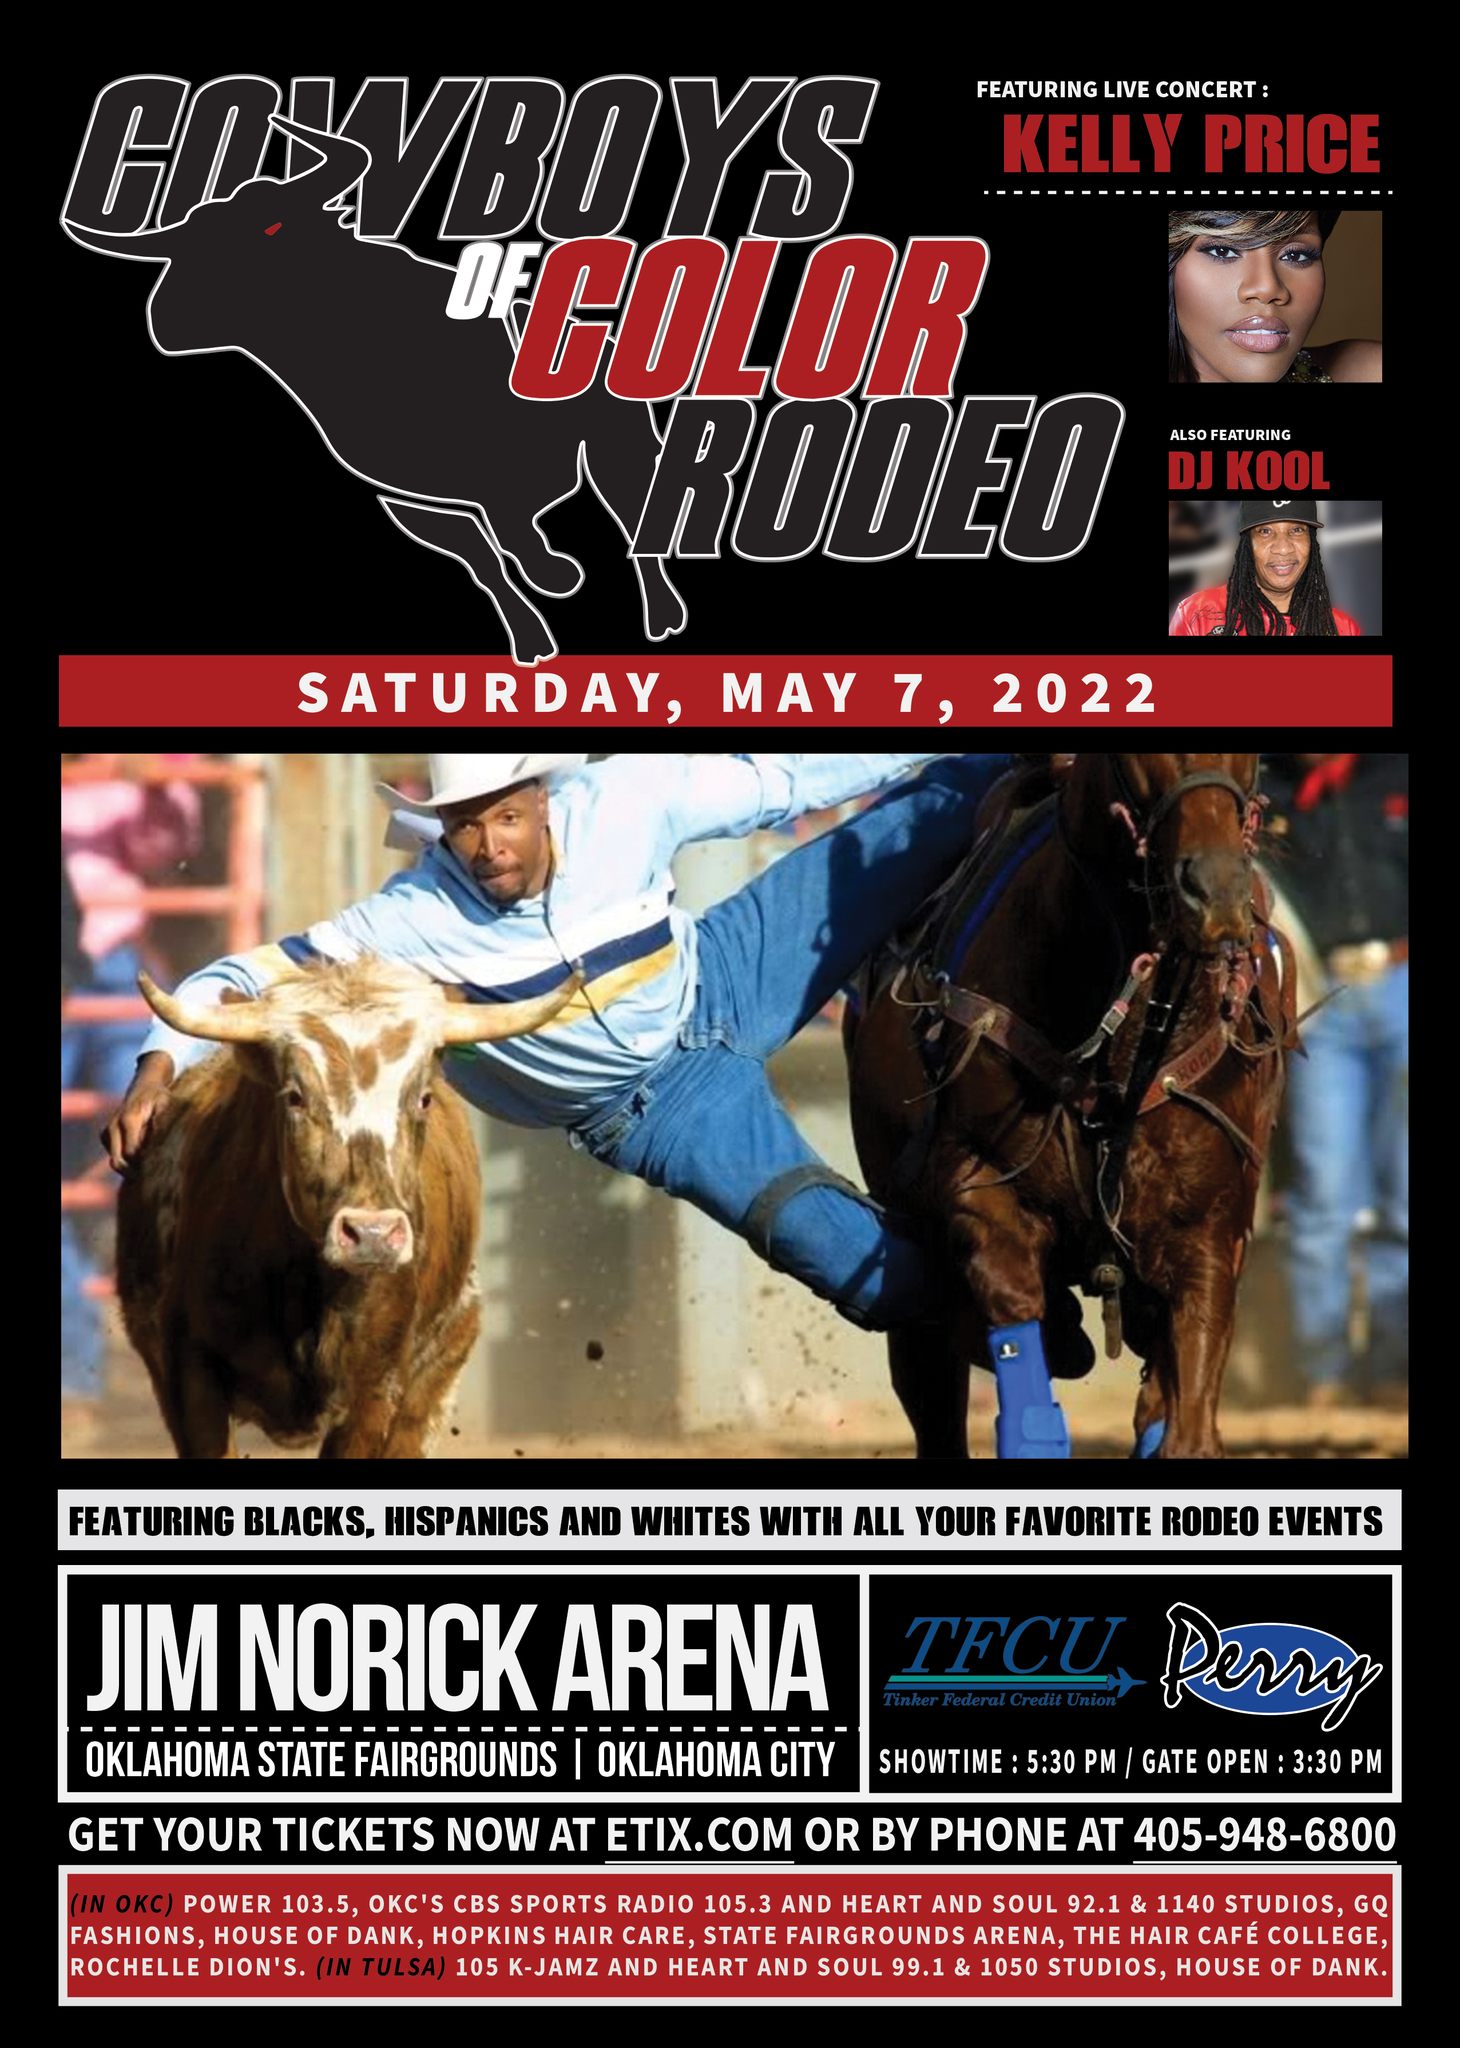 COWBOYS
OF COLOR
RODEO
FEATURING LIVE CONCERT :
KELLY PRICE
ALSO FEATURING
DJ KOOL
SATURDAY, MAY 7, 2022
FEATURING BLACKS, HISPANICS AND WHITES WITH ALL YOUR FAVORITE RODEO EVENTS
JIM NORICK ARENA
OKLAHOMA STATE FAIRGROUNDS | OKLAHOMA CITY
TFCU
Tinker Federal Credit Union
Perry
SHOWTIME : 5:30 PM / GATE OPEN : 3:30 PM
GET YOUR TICKETS NOW AT ETIX.COM OR BY PHONE AT 405-948-6800
(IN OKC) POWER 103.5, OKC'S CBS SPORTS RADIO 105.3 AND HEART AND SOUL 92.1 & 1140 STUDIOS, GQ
FASHIONS, HOUSE OF DANK, HOPKINS HAIR CARE, STATE FAIRGROUNDS ARENA, THE HAIR CAFÉ COLLEGE,
ROCHELLE DION'S. (IN TULSA) 105 K-JAMZ AND HEART AND SOUL 99.1 & 1050 STUDIOS, HOUSE OF DANK.